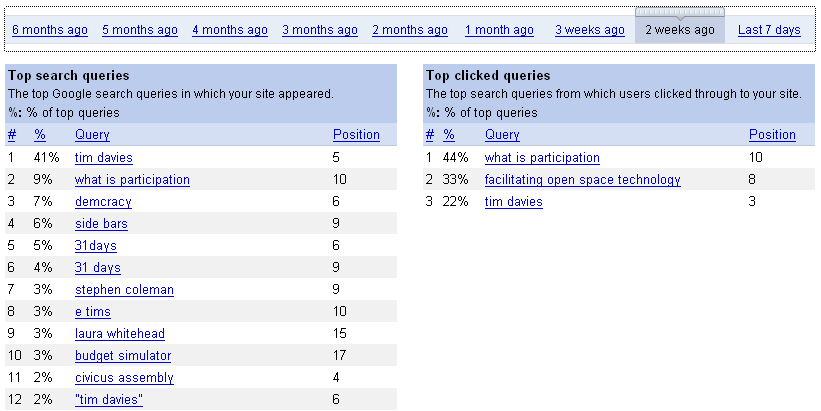 6 months ago 5 months ago 4 months ago 3 months ago 2 months ago 1 month ago 3 weeks ago 2 weeks ago Last 7 days
Top search queries
The top Google search queries in which your site appeared.
%: % of top queries
# % Query Position
1 41% tim davies 5
2 9% what is participation 10
3 7% demcracy 6
4 6% side bars 9
5 5% 31days 6
6 4% 31 days 9
7 3% stephen coleman 9
8 3% e tims 10
9 3% laura whitehead 15
10 3% budget simulator 17
11 2% civicus assembly 4
12 2% "tim davies" 6
Top clicked queries
The top search queries from which users clicked through to your site.
%: % of top queries
# % Query Position
1 44% what is participation 10
2 33% facilitating open space technology 8
3 22% tim davies 3